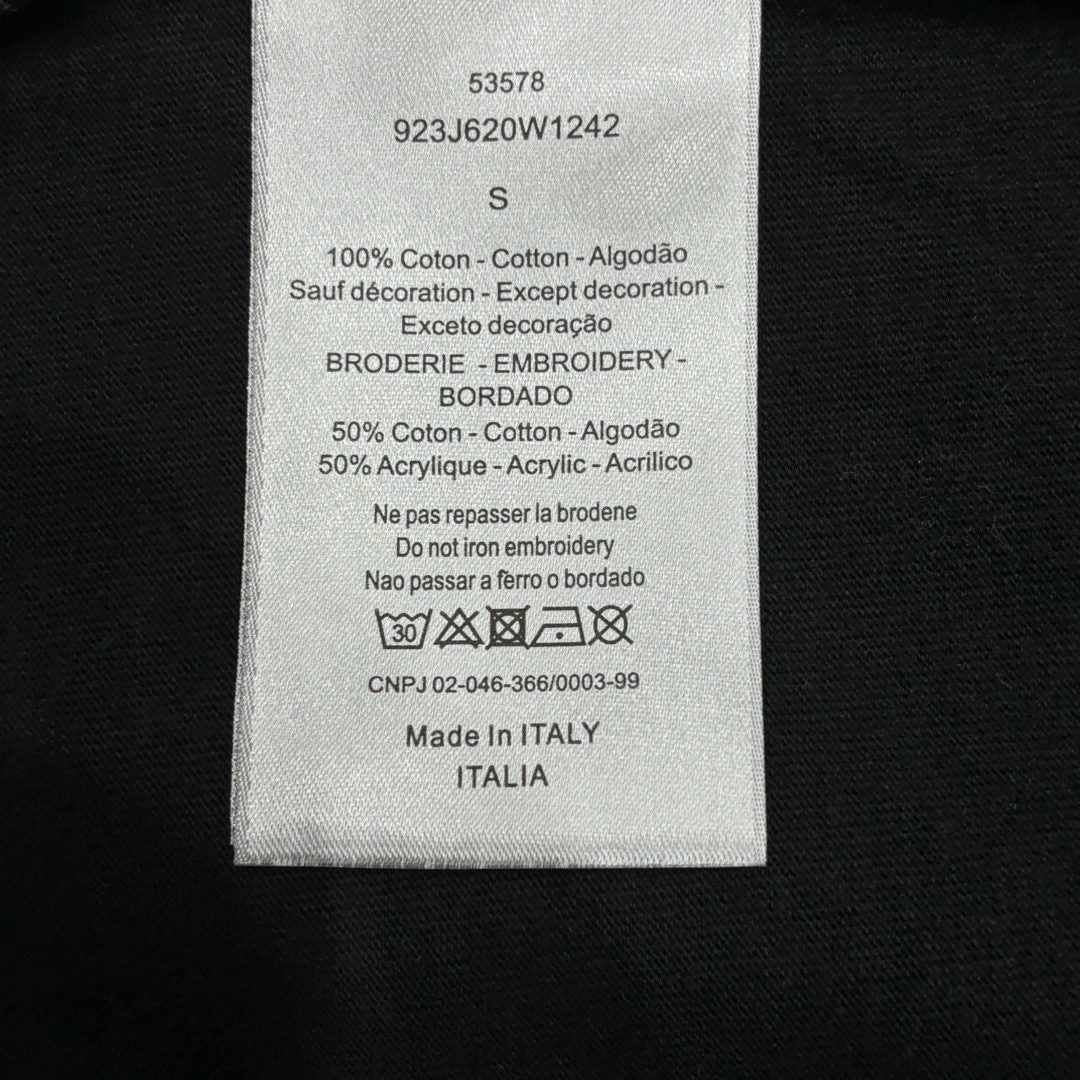 53578
923J620W1242
S
100% Coton - Cotton - Algodão
Sauf décoration - Except decoration -
Exceto decoração
BRODERIE - EMBROIDERY -
BORDADO
50% Coton - Cotton - Algodão
50% Acrylique - Acrylic - Acrilico
Ne pas repasser la brodene
Do not iron embroidery
Nao passar a ferro o bordado
30
CNPJ 02-046-366/0003-99
Made In ITALY
ITALIA